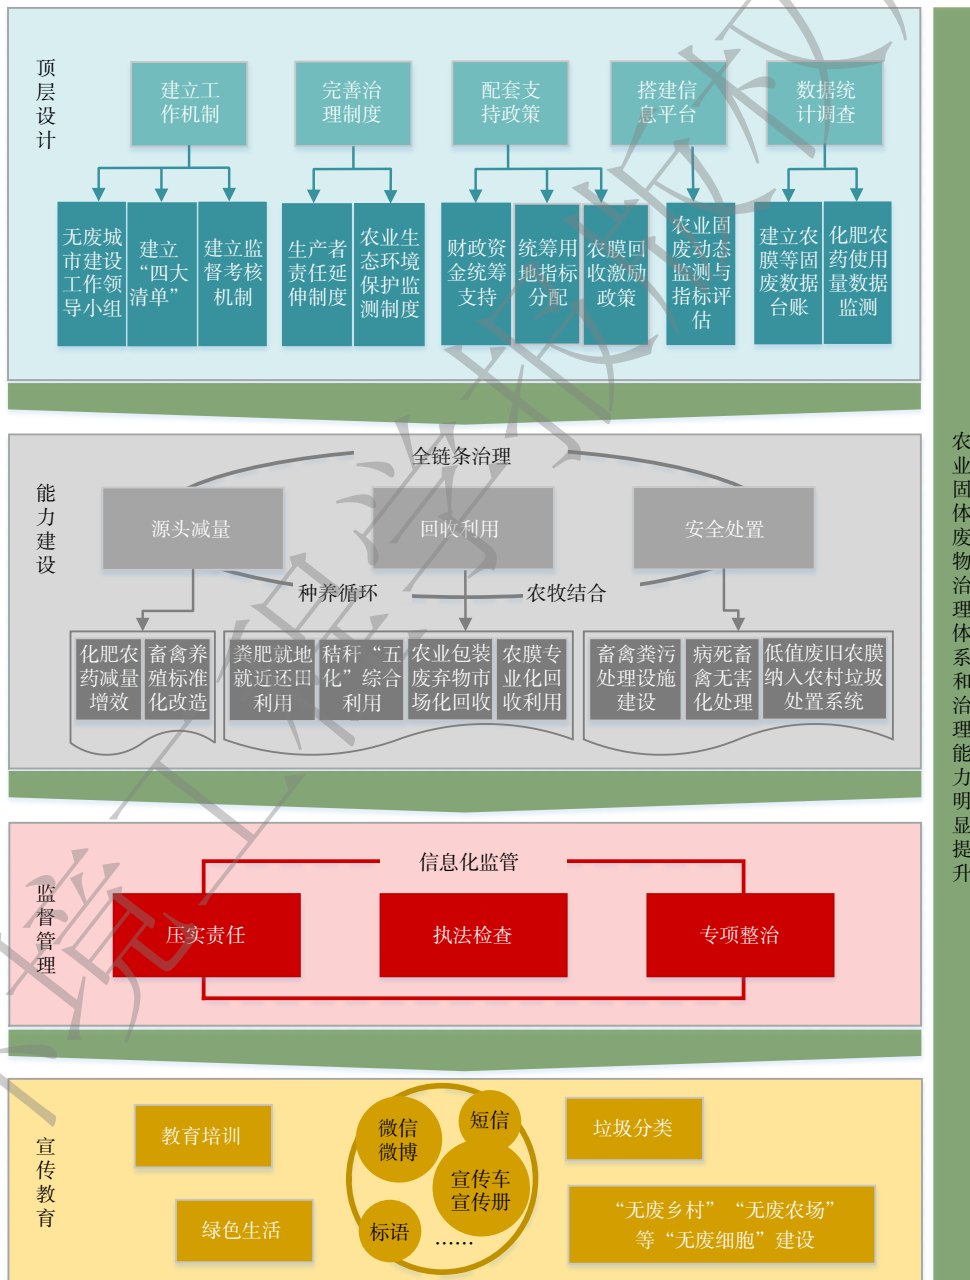 顶层设计
建立工
作机制
完善治
理制度
配套支
持政策
搭建信
息平台
数据统
计调查
无废城
市建设
工作领
导小组
建立
“四大
清单”
建立监
督考核
机制
生产者
责任延
伸制度
农业生
态环境
保护监
测制度
财政资
金统筹
支持
统筹用
地指标
分配
农膜回
收激励
政策
农业固
废动态
监测与
指标评
估
建立农
膜等固
废数据
台账
化肥农
药使用
量数据
监测
能力建设
全链条治理
源头减量
回收利用
安全处置
种养循环
农牧结合
化肥农
药减量
增效
畜禽养
殖标准
化改造
粪肥就地
就近还田
利用
秸秆“五
化”综合
利用
农业包装
废弃物市
场化回收
农膜专
业化回
收利用
畜禽粪污
处理设施
建设
病死畜
禽无害
化处理
低值废旧农膜
纳入农村垃圾
处置系统
监督管理
信息化监管
压实责任
执法检查
专项整治
宣传教育
教育培训
绿色生活
微信
微博
短信
宣传车
宣传册
标语
······
垃圾分类
“无废乡村”“无废农场”
等“无废细胞”建设
农业固体废物治理体系和治理能力明显提升
境工程学报版权